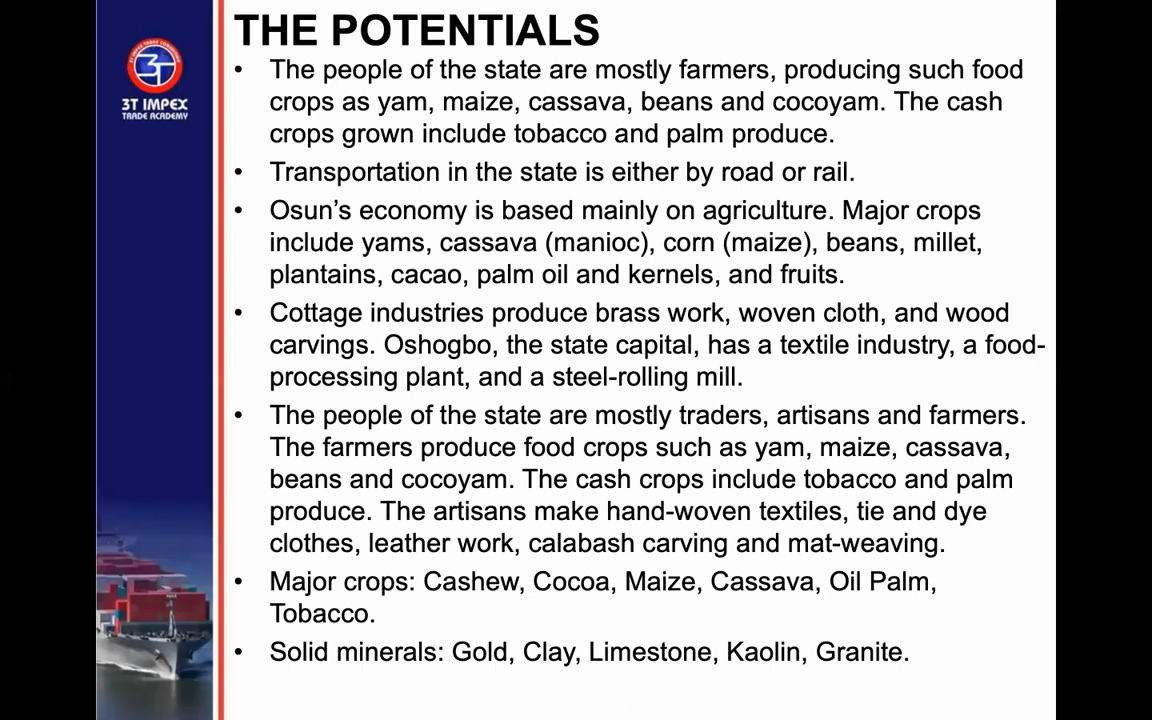 THE POTENTIALS
3T IMPEX
TRADE ACADEMY
• The people of the state are mostly farmers, producing such food
crops as yam, maize, cassava, beans and cocoyam. The cash
crops grown include tobacco and palm produce.
• Transportation in the state is either by road or rail.
• Osun’s economy is based mainly on agriculture. Major crops
include yams, cassava (manioc), corn (maize), beans, millet,
plantains, cacao, palm oil and kernels, and fruits.
• Cottage industries produce brass work, woven cloth, and wood
carvings. Oshogbo, the state capital, has a textile industry, a food-
processing plant, and a steel-rolling mill.
• The people of the state are mostly traders, artisans and farmers.
The farmers produce food crops such as yam, maize, cassava,
beans and cocoyam. The cash crops include tobacco and palm
produce. The artisans make hand-woven textiles, tie and dye
clothes, leather work, calabash carving and mat-weaving.
• Major crops: Cashew, Cocoa, Maize, Cassava, Oil Palm,
Tobacco.
• Solid minerals: Gold, Clay, Limestone, Kaolin, Granite.